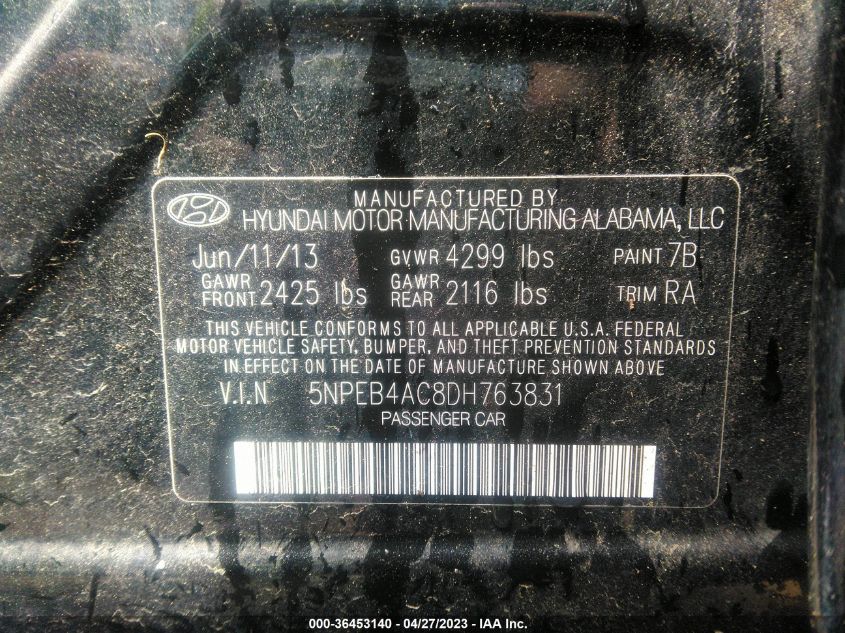 MANUFACTURED BY
HYUNDAI MOTOR MANUFACTURING ALABAMA, LLC
Jun/11/13 GVWR 4299 lbs PAINT 7B
GAWR FRONT 2425 lbs GAWR REAR 2116 lbs TRIM RA
THIS VEHICLE CONFORMS TO ALL APPLICABLE U.S.A. FEDERAL
MOTOR VEHICLE SAFETY, BUMPER, AND THEFT PREVENTION STANDARDS
IN EFFECT ON THE DATE OF MANUFACTURE SHOWN ABOVE
V.I.N 5NPEB4AC8DH763831
PASSENGER CAR
000-36453140 - 04/27/2023 - IAA Inc.